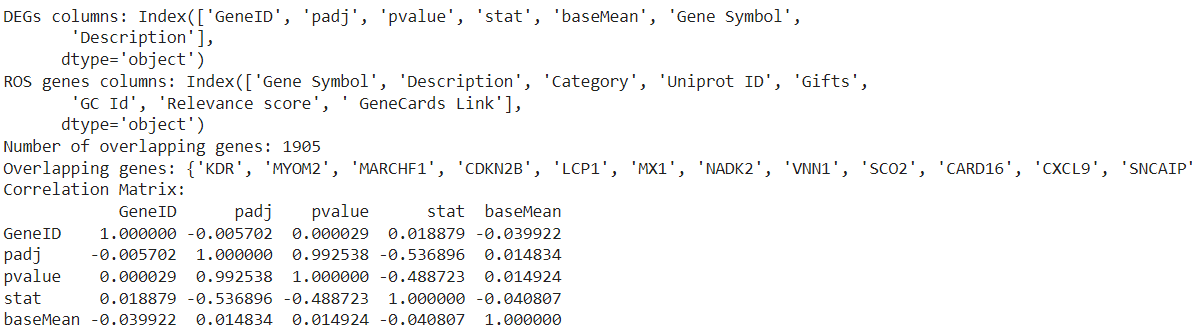 DEGs columns: Index(['GeneID', 'padj', 'pvalue', 'stat', 'baseMean', 'Gene Symbol',
       'Description'],
      dtype='object')
ROS genes columns: Index(['Gene Symbol', 'Description', 'Category', 'Uniprot ID', 'Gifts',
       'GC Id', 'Relevance score', ' GeneCards Link'],
      dtype='object')
Number of overlapping genes: 1905
Overlapping genes: {'KDR', 'MYOM2', 'MARCHF1', 'CDKN2B', 'LCP1', 'MX1', 'NADK2', 'VNN1', 'SCO2', 'CARD16', 'CXCL9', 'SNCAIP'
Correlation Matrix:
            GeneID      padj    pvalue      stat  baseMean
GeneID    1.000000 -0.005702  0.000029  0.018879 -0.039922
padj     -0.005702  1.000000  0.992538 -0.536896  0.014834
pvalue    0.000029  0.992538  1.000000 -0.488723  0.014924
stat      0.018879 -0.536896 -0.488723  1.000000 -0.040807
baseMean -0.039922  0.014834  0.014924 -0.040807  1.000000